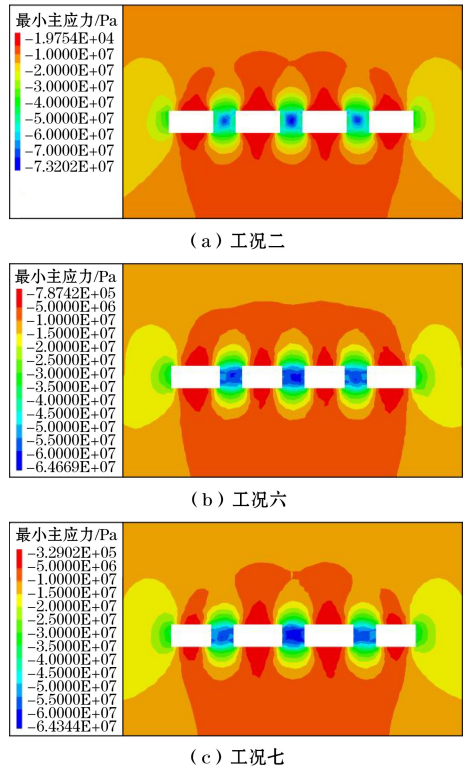 最小主应力/Pa
-1.9754E+04
-1.0000E+07
-2.0000E+07
-3.0000E+07
-4.0000E+07
-5.0000E+07
-6.0000E+07
-7.0000E+07
-7.3202E+07
(a)工况二
最小主应力/Pa
-7.8742E+05
-5.0000E+06
-1.0000E+07
-1.5000E+07
-2.0000E+07
-2.5000E+07
-3.0000E+07
-3.5000E+07
-4.0000E+07
-4.5000E+07
-5.0000E+07
-5.5000E+07
-6.0000E+07
-6.4669E+07
(b)工况六
最小主应力/Pa
-3.2902E+05
-5.0000E+06
-1.0000E+07
-1.5000E+07
-2.0000E+07
-2.5000E+07
-3.0000E+07
-3.5000E+07
-4.0000E+07
-4.5000E+07
-5.0000E+07
-5.5000E+07
-6.0000E+07
-6.4344E+07
(c)工况七